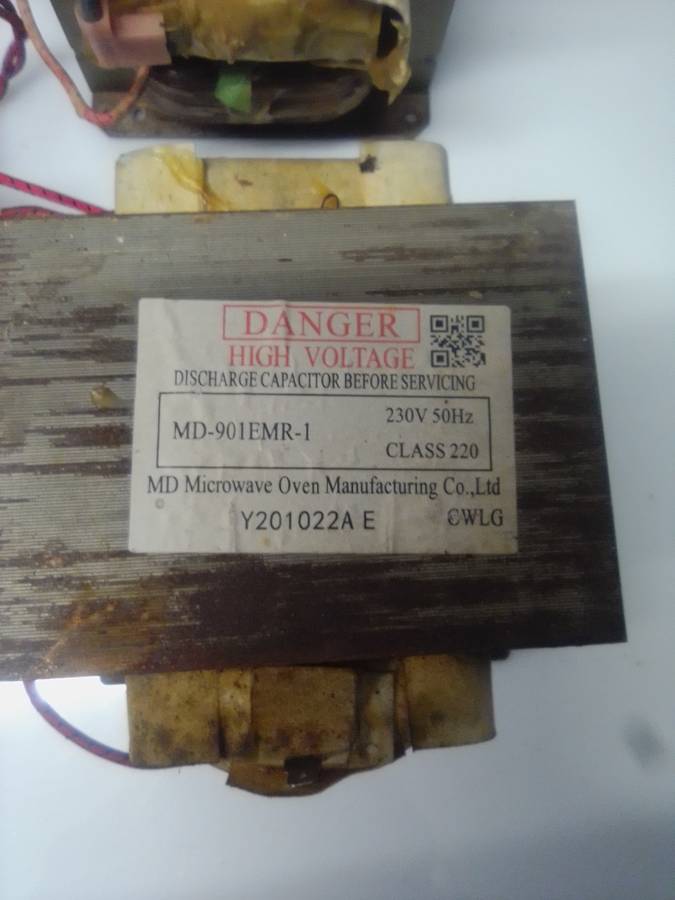 DANGER
HIGH VOLTAGE
DISCHARGE CAPACITOR BEFORE SERVICING
MD-901EMR-1
230V 50Hz
CLASS 220
MD Microwave Oven Manufacturing Co.,Ltd
Y201022A E
CWLG